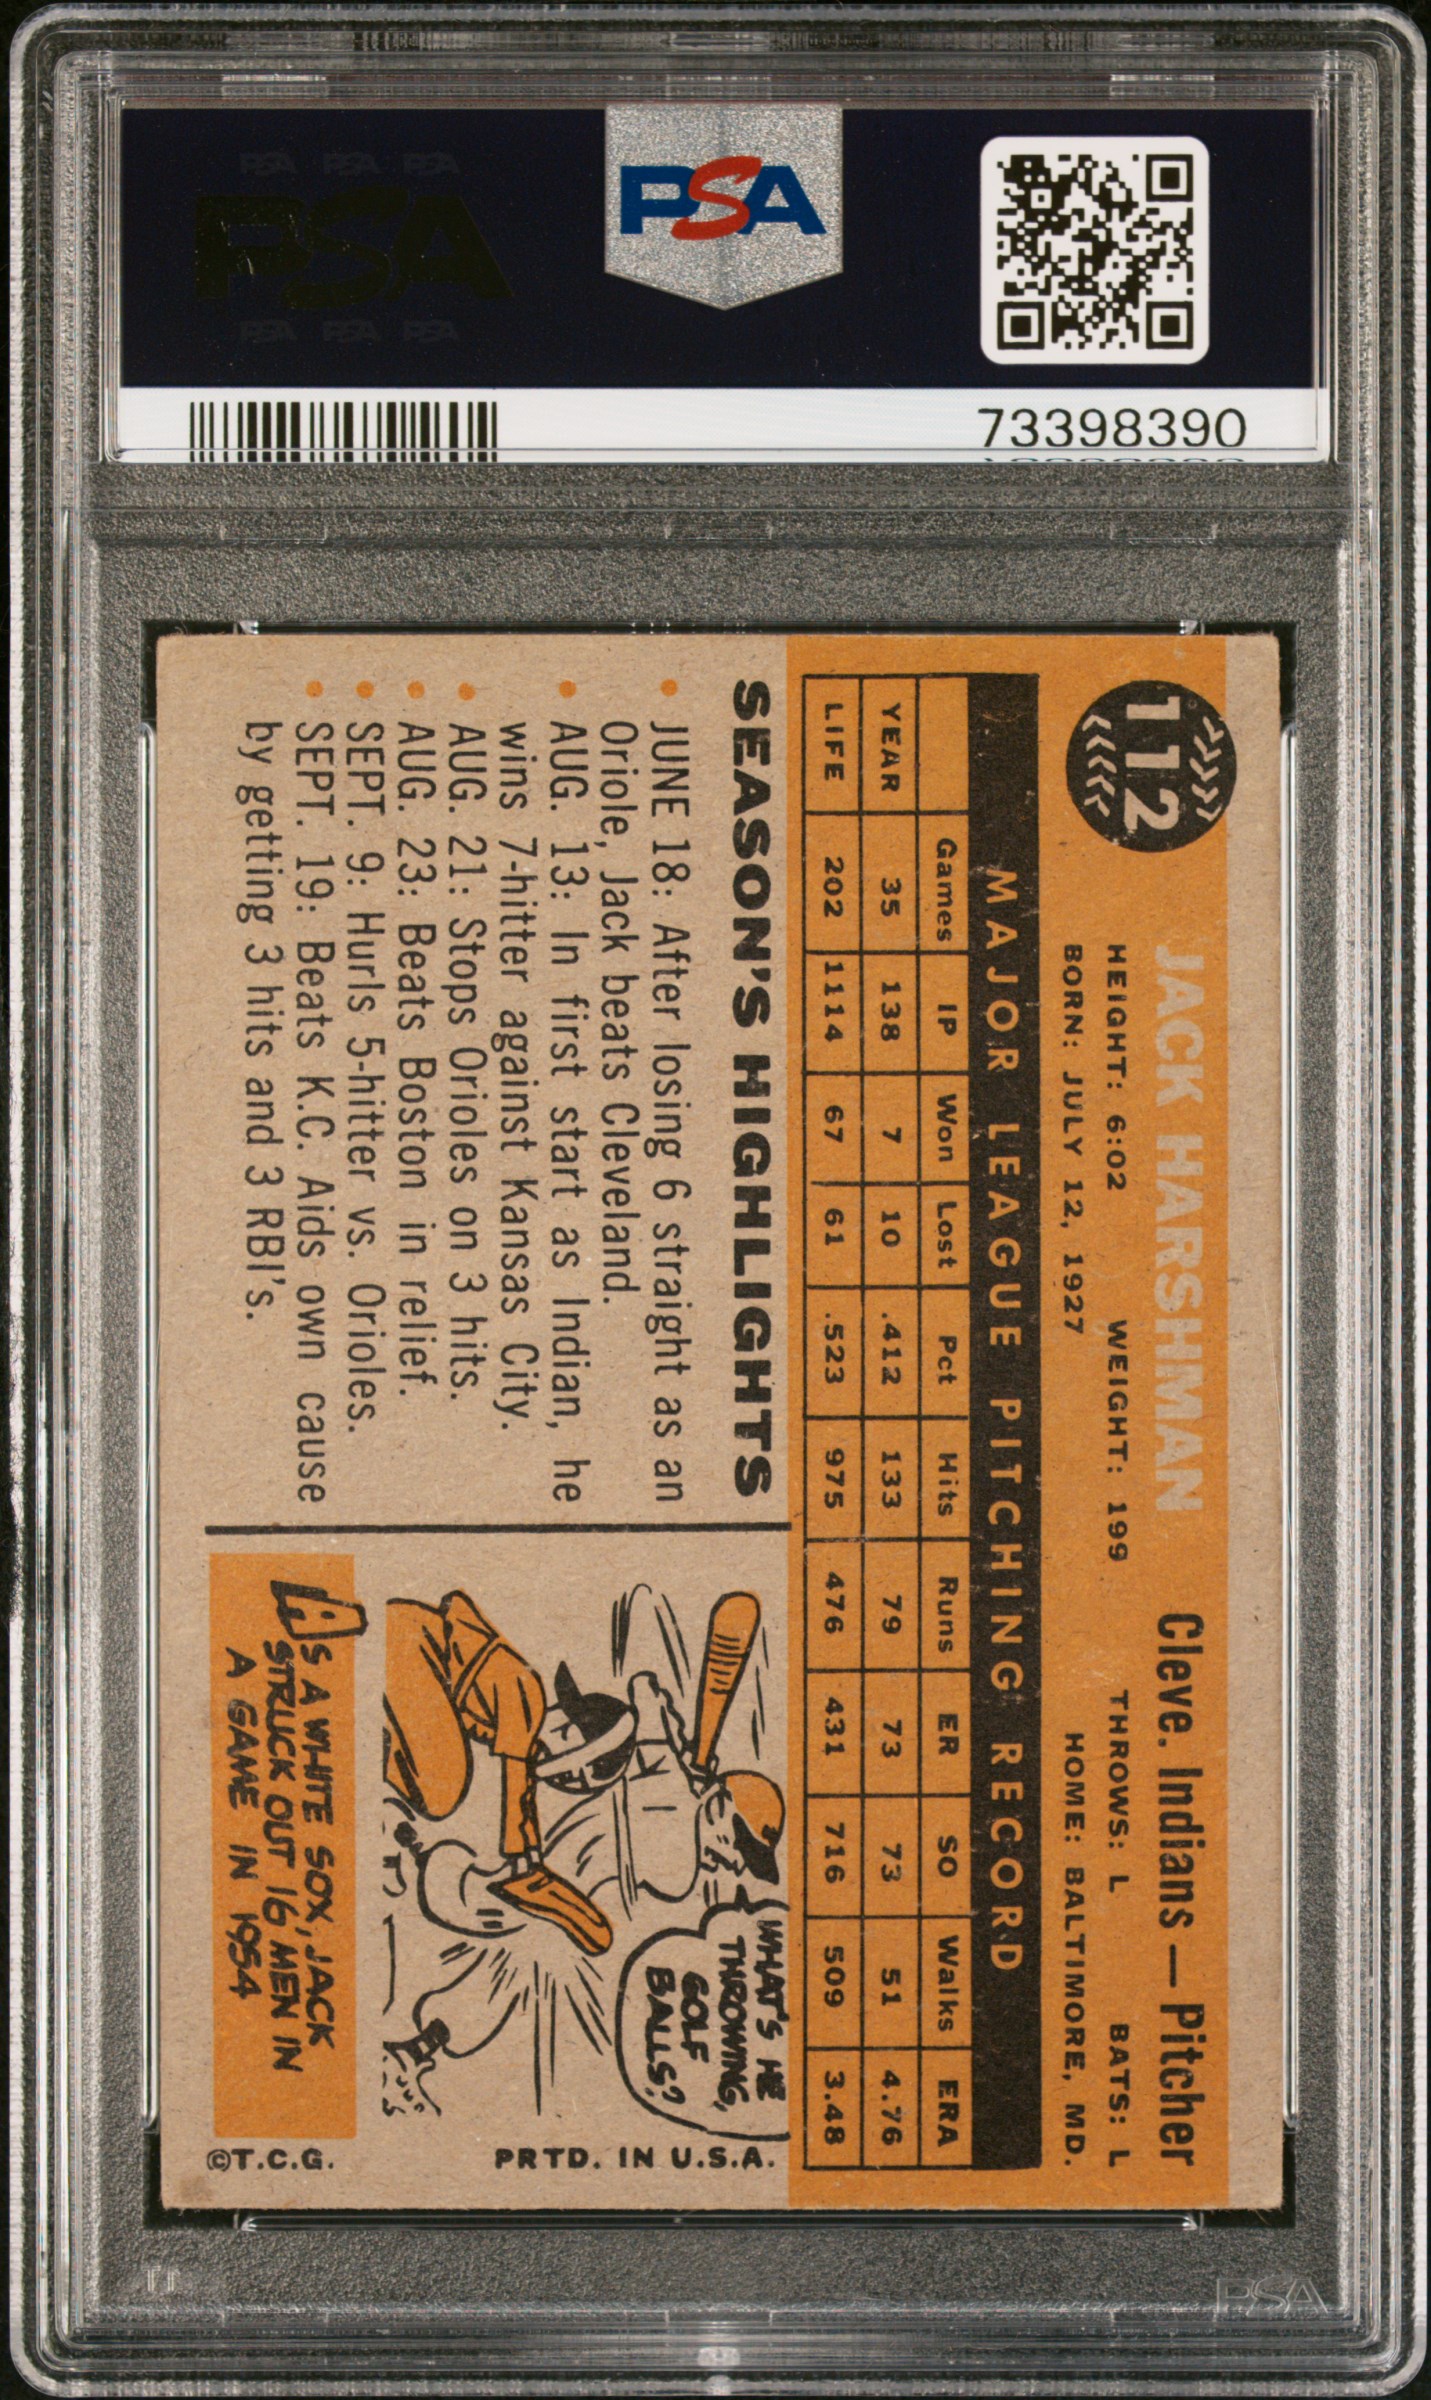 PSA PSA PSA
PSA
PSA PSA PSA
PSA
73398390
112
JACK HARSHMAN Cleve. Indians — Pitcher
HEIGHT: 6:02 WEIGHT: 199 THROWS: L BATS: L
BORN: JULY 12, 1927 HOME: BALTIMORE, MD.
MAJOR LEAGUE PITCHING RECORD
Games IP Won Lost Pct Hits Runs ER SO Walks ERA
YEAR 35 138 7 10 .412 133 79 73 73 51 4.76
LIFE 202 1114 67 61 .523 975 476 431 716 509 3.48
SEASON'S HIGHLIGHTS
• JUNE 18: After losing 6 straight as an
Oriole, Jack beats Cleveland.
• AUG. 13: In first start as Indian, he
wins 7-hitter against Kansas City.
• AUG. 21: Stops Orioles on 3 hits.
• AUG. 23: Beats Boston in relief.
• SEPT. 9: Hurls 5-hitter vs. Orioles.
• SEPT. 19: Beats K.C. Aids own cause
by getting 3 hits and 3 RBI's.
WHAT'S HE
THROWING,
GOLF
BALLS?
AS A WHITE SOX, JACK
STRUCK OUT 16 MEN IN
A GAME IN 1954
PRTD. IN U.S.A.
©T.C.G.
PSA